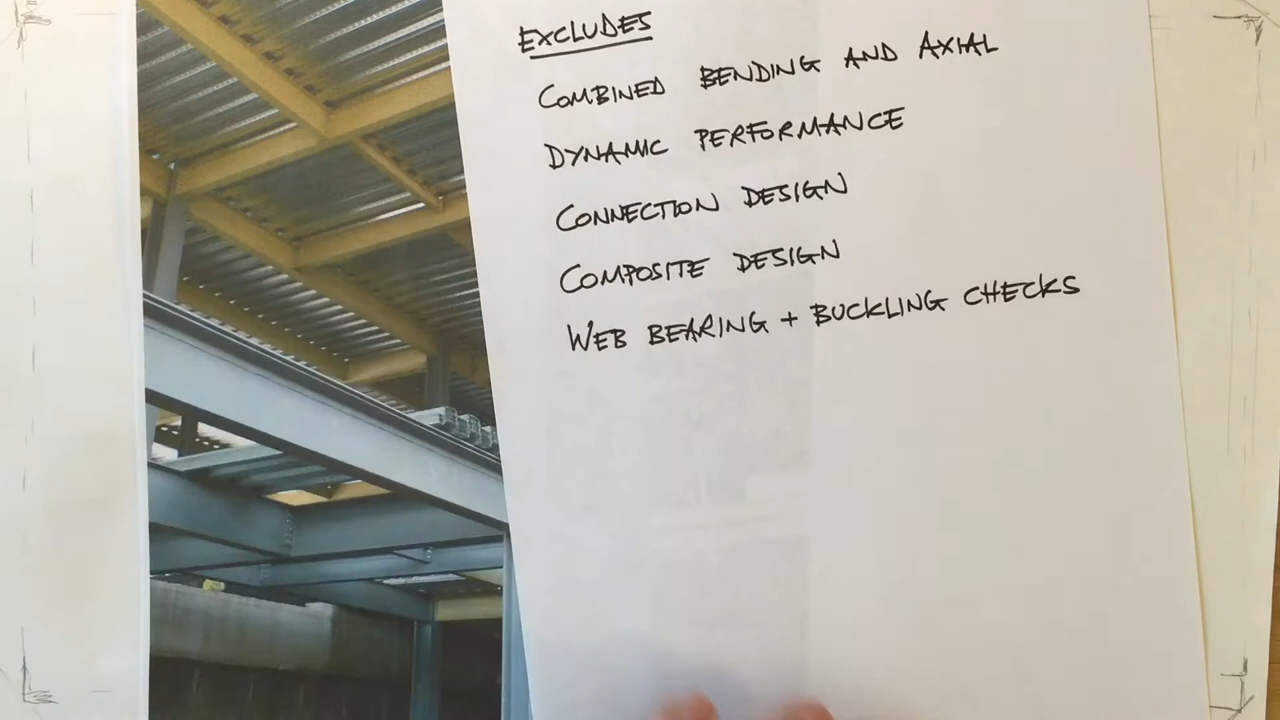 EXCLUDES
COMBINED BENDING AND AXIAL
DYNAMIC PERFORMANCE
CONNECTION DESIGN
COMPOSITE DESIGN
WEB BEARING + BUCKLING CHECKS